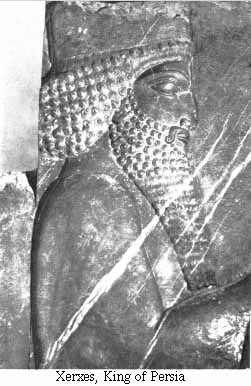 Xerxes, King of Persia